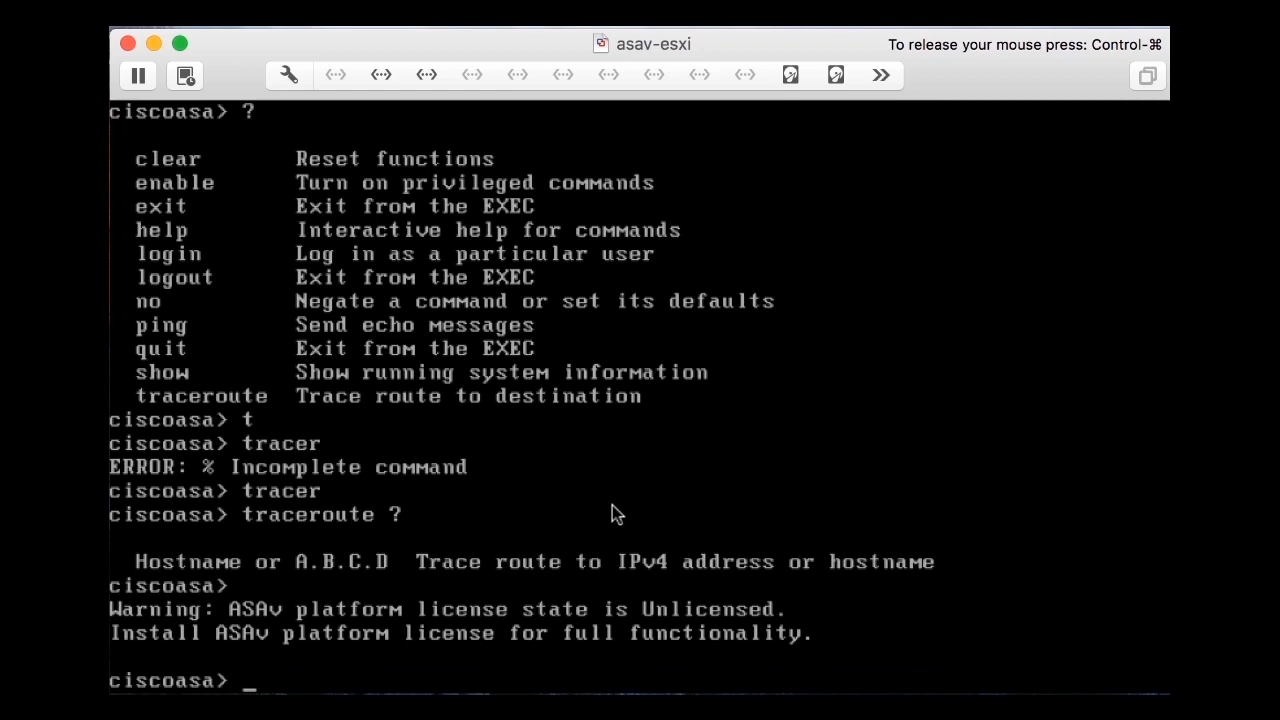 asav-esxi
To release your mouse press: Control-⌘
ciscoasa> ?
clear Reset functions
enable Turn on privileged commands
exit Exit from the EXEC
help Interactive help for commands
login Log in as a particular user
logout Exit from the EXEC
no Negate a command or set its defaults
ping Send echo messages
quit Exit from the EXEC
show Show running system information
traceroute Trace route to destination
ciscoasa> t
ciscoasa> tracer
ERROR: % Incomplete command
ciscoasa> tracer
ciscoasa> traceroute ?
Hostname or A.B.C.D Trace route to IPv4 address or hostname
ciscoasa>
Warning: ASAv platform license state is Unlicensed.
Install ASAv platform license for full functionality.
ciscoasa> _